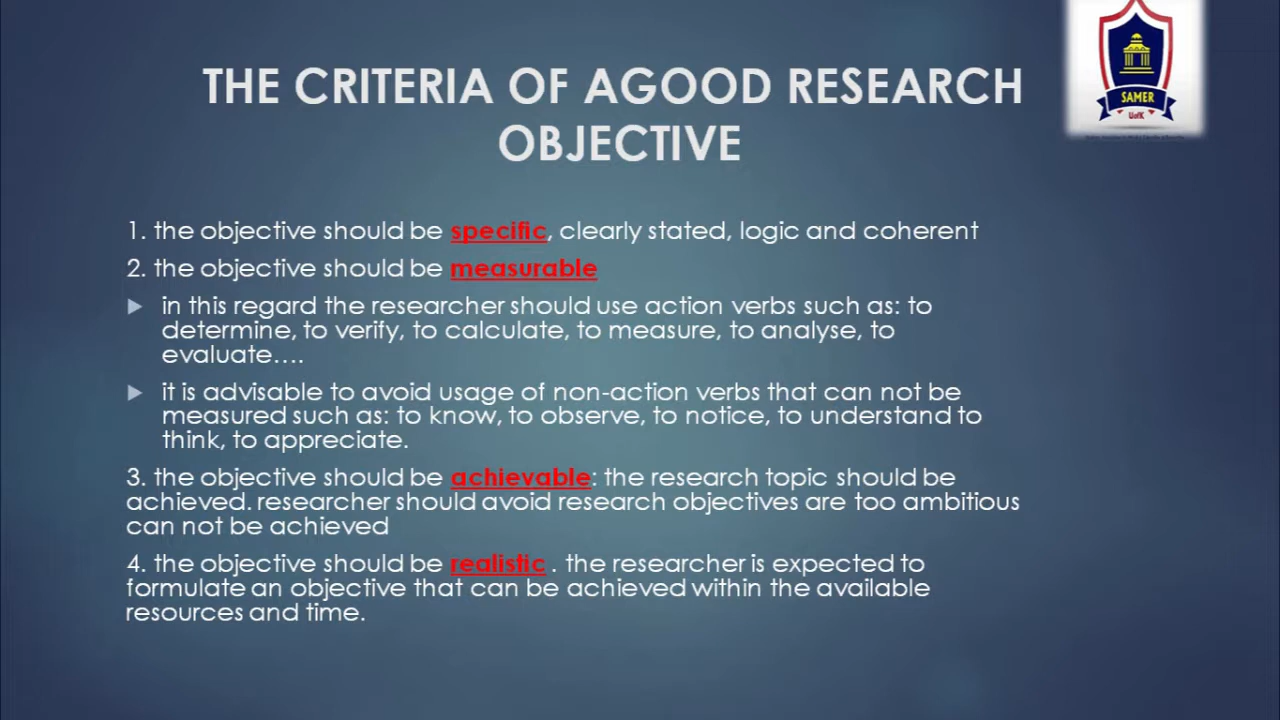 THE CRITERIA OF AGOOD RESEARCH
OBJECTIVE
SAMER
UofK
1. the objective should be specific, clearly stated, logic and coherent
2. the objective should be measurable
in this regard the researcher should use action verbs such as: to
determine, to verify, to calculate, to measure, to analyse, to
evaluate….
it is advisable to avoid usage of non-action verbs that can not be
measured such as: to know, to observe, to notice, to understand to
think, to appreciate.
3. the objective should be achievable: the research topic should be
achieved. researcher should avoid research objectives are too ambitious
can not be achieved
4. the objective should be realistic . the researcher is expected to
formulate an objective that can be achieved within the available
resources and time.